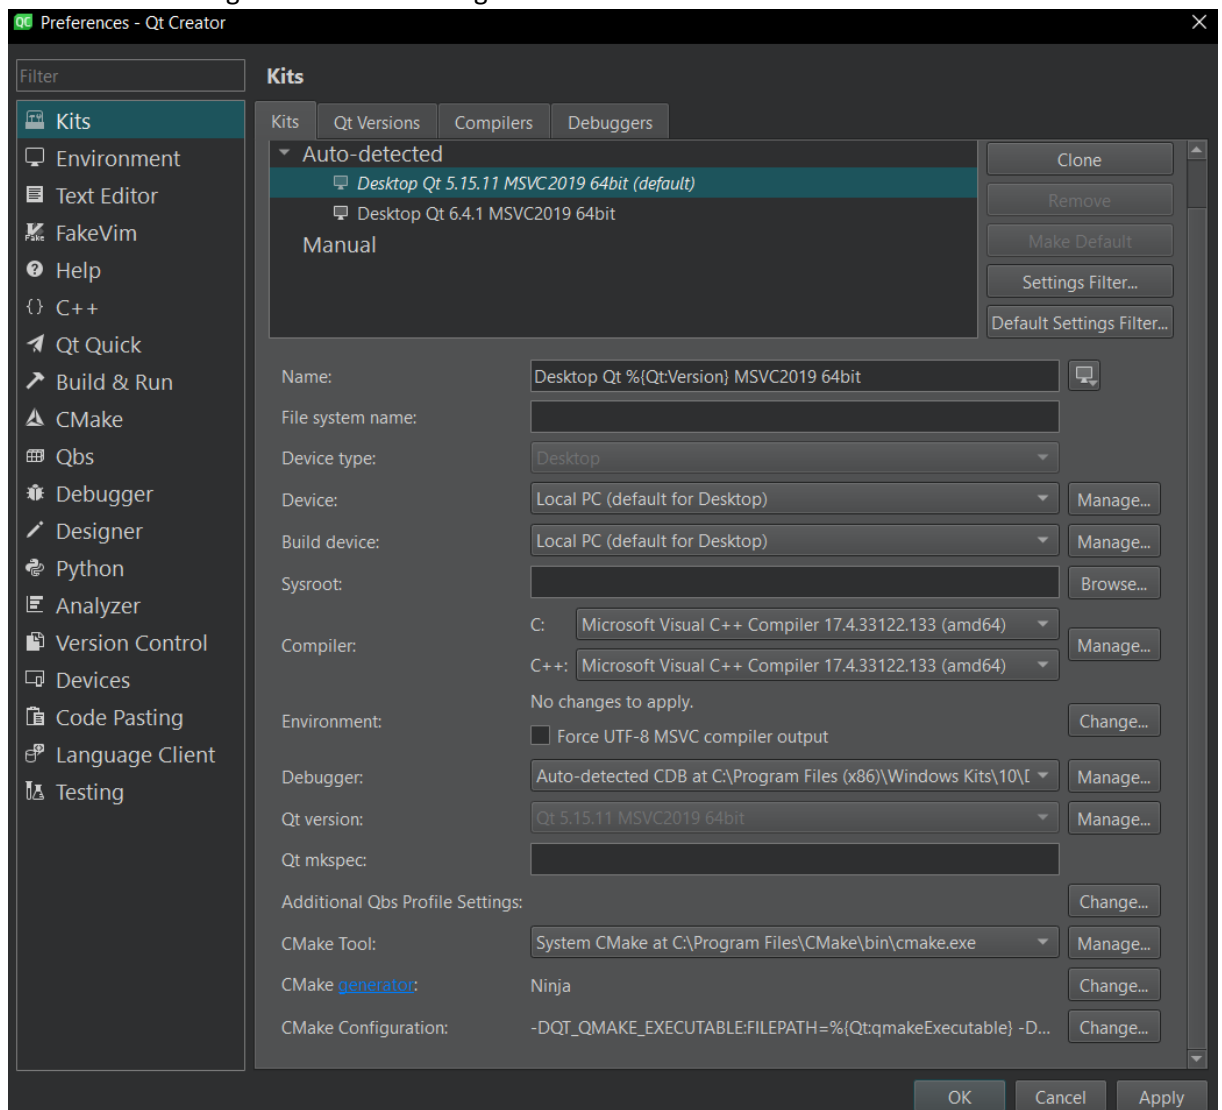 Preferences - Qt Creator
Filter
Kits
Environment
Text Editor
FakeVim
Help
C++
Qt Quick
Build & Run
CMake
Qbs
Debugger
Designer
Python
Analyzer
Version Control
Devices
Code Pasting
Language Client
Testing
Kits
Kits Qt Versions Compilers Debuggers
Auto-detected
Desktop Qt 5.15.11 MSVC2019 64bit (default)
Desktop Qt 6.4.1 MSVC2019 64bit
Manual
Clone
Remove
Make Default
Settings Filter...
Default Settings Filter...
Name: Desktop Qt %{Qt:Version} MSVC2019 64bit
File system name:
Device type: Desktop
Device: Local PC (default for Desktop) Manage...
Build device: Local PC (default for Desktop) Manage...
Sysroot: Browse...
Compiler: C: Microsoft Visual C++ Compiler 17.4.33122.133 (amd64) Manage...
C++: Microsoft Visual C++ Compiler 17.4.33122.133 (amd64)
Environment: No changes to apply. Change...
Force UTF-8 MSVC compiler output
Debugger: Auto-detected CDB at C:\Program Files (x86)\Windows Kits\10\ Manage...
Qt version: Qt 5.15.11 MSVC2019 64bit Manage...
Qt mkspec:
Additional Qbs Profile Settings: Change...
CMake Tool: System CMake at C:\Program Files\CMake\bin\cmake.exe Manage...
CMake generator: Ninja Change...
CMake Configuration: -DQT_QMAKE_EXECUTABLE:FILEPATH=%{Qt:qmakeExecutable} -D... Change...
OK Cancel Apply